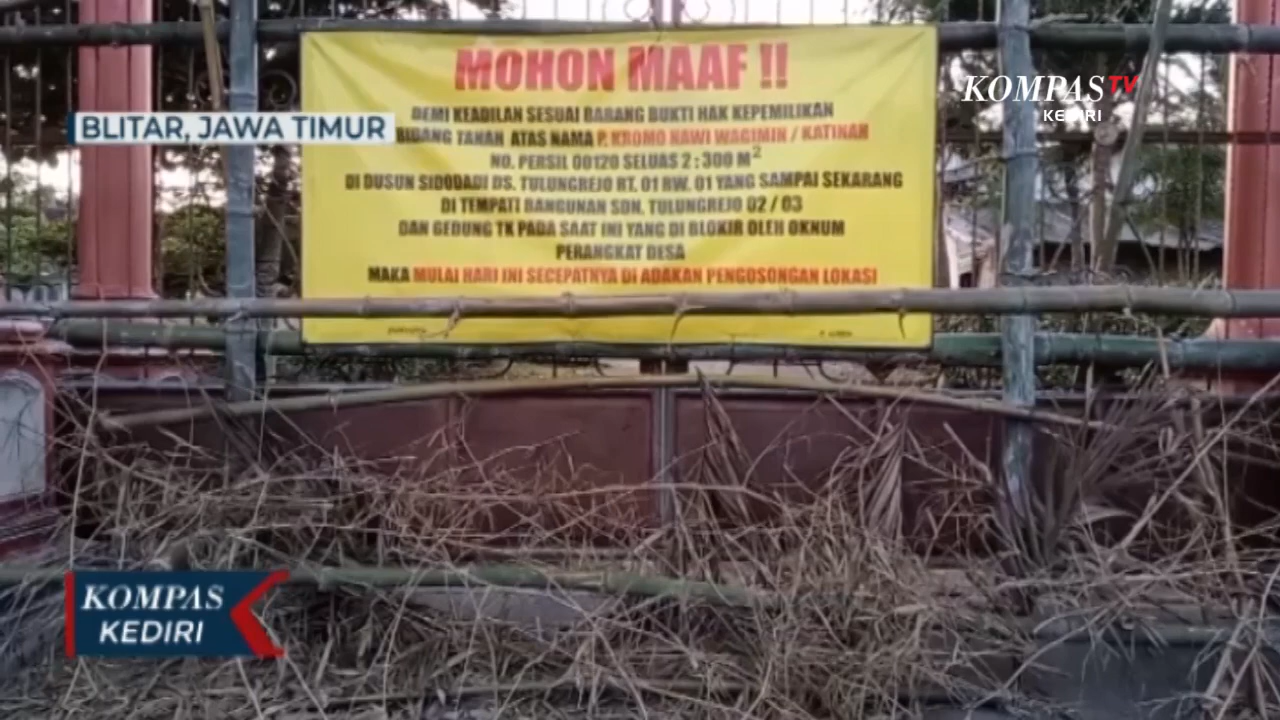 MOHON MAAF !!
DEMI KEADILAN SESUAI BARANG BUKTI HAK KEPEMILIKAN
BIDANG TANAH ATAS NAMA P. KROMO NAWI WAGIMIN / KATINAH
NO. PERSIL 00120 SELUAS 2 : 300 M²
DI DUSUN SIDODADI DS. TULUNGREJO RT. 01 RW. 01 YANG SAMPAI SEKARANG
DI TEMPATI BANGUNAN SDN. TULUNGREJO 02 / 03
DAN GEDUNG TK PADA SAAT INI YANG DI BLOKIR OLEH OKNUM
PERANGKAT DESA
MAKA MULAI HARI INI SECEPATNYA DI ADAKAN PENGOSONGAN LOKASI
KOMPAS TV
KEDIRI
BLITAR, JAWA TIMUR
KOMPAS
KEDIRI